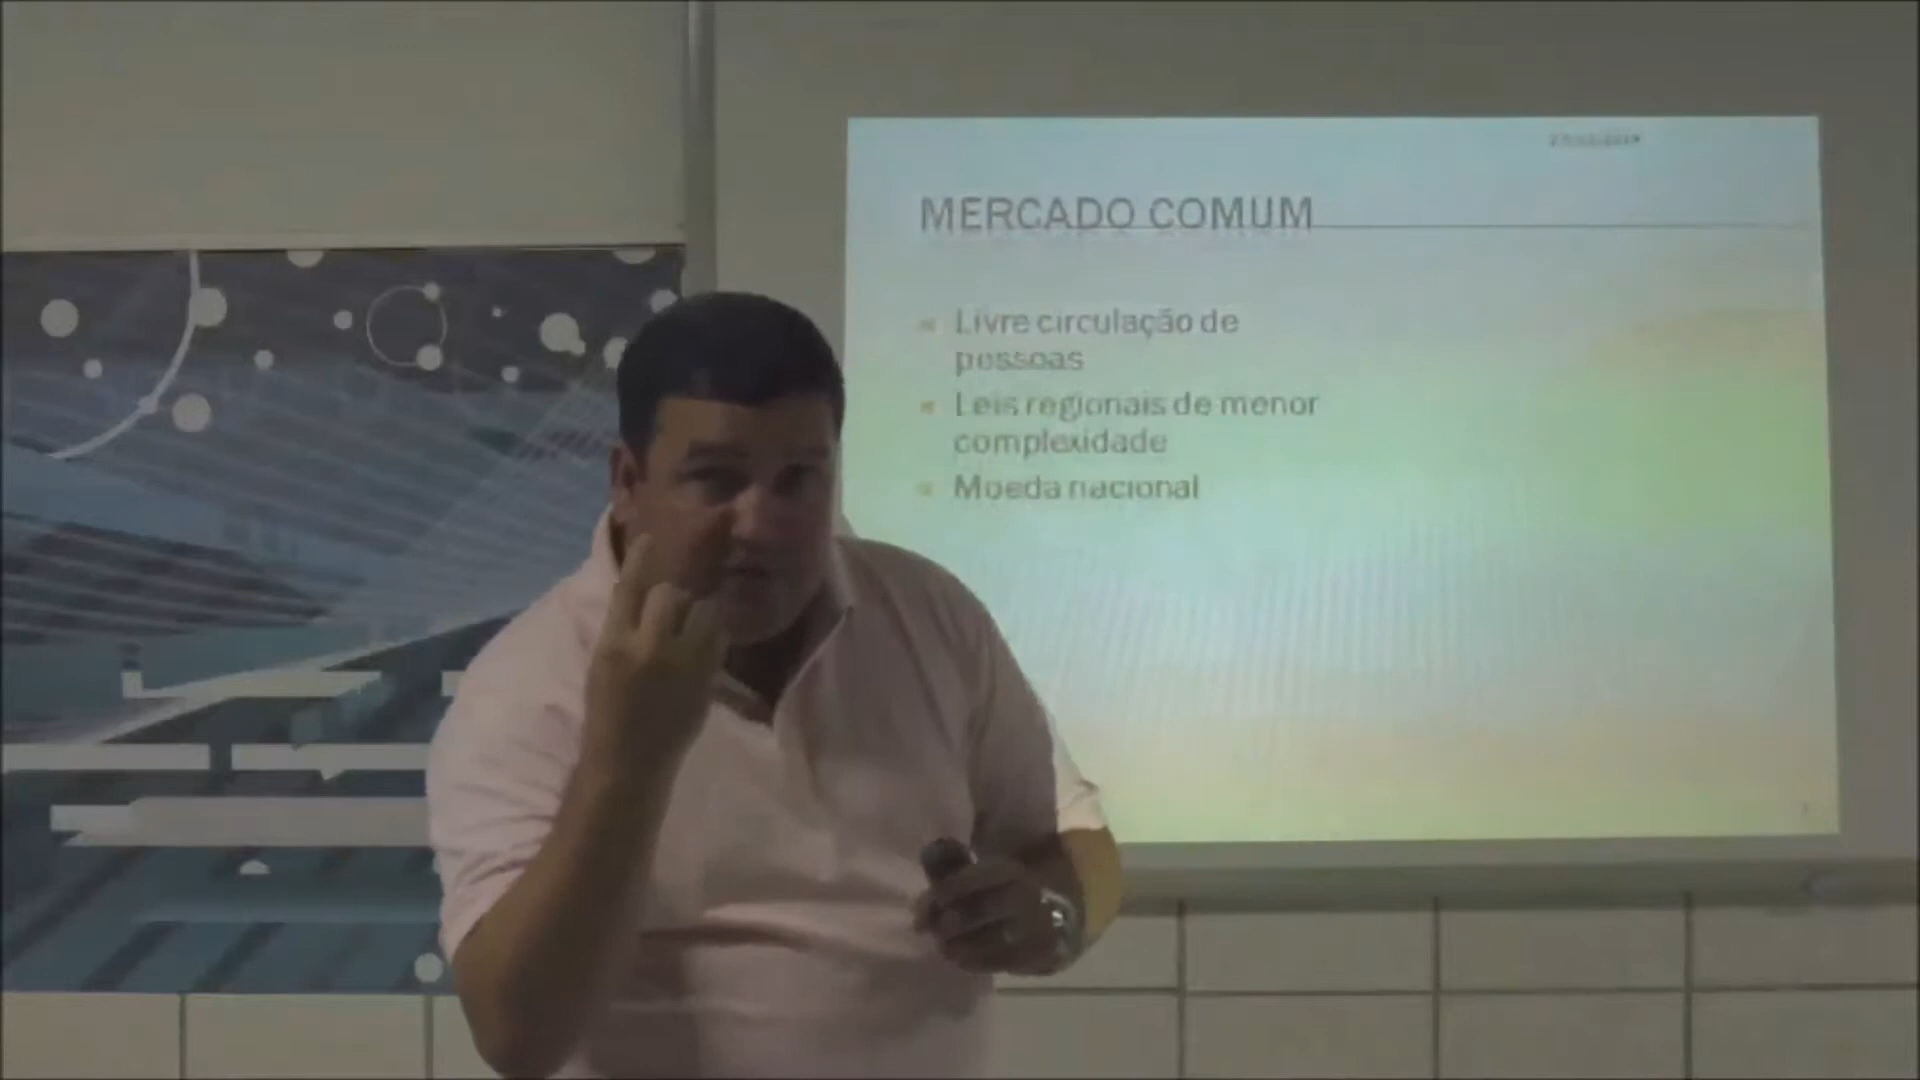 MERCADO COMUM
Livre circulação de
pessoas
Leis regionais de menor
complexidade
Moeda nacional